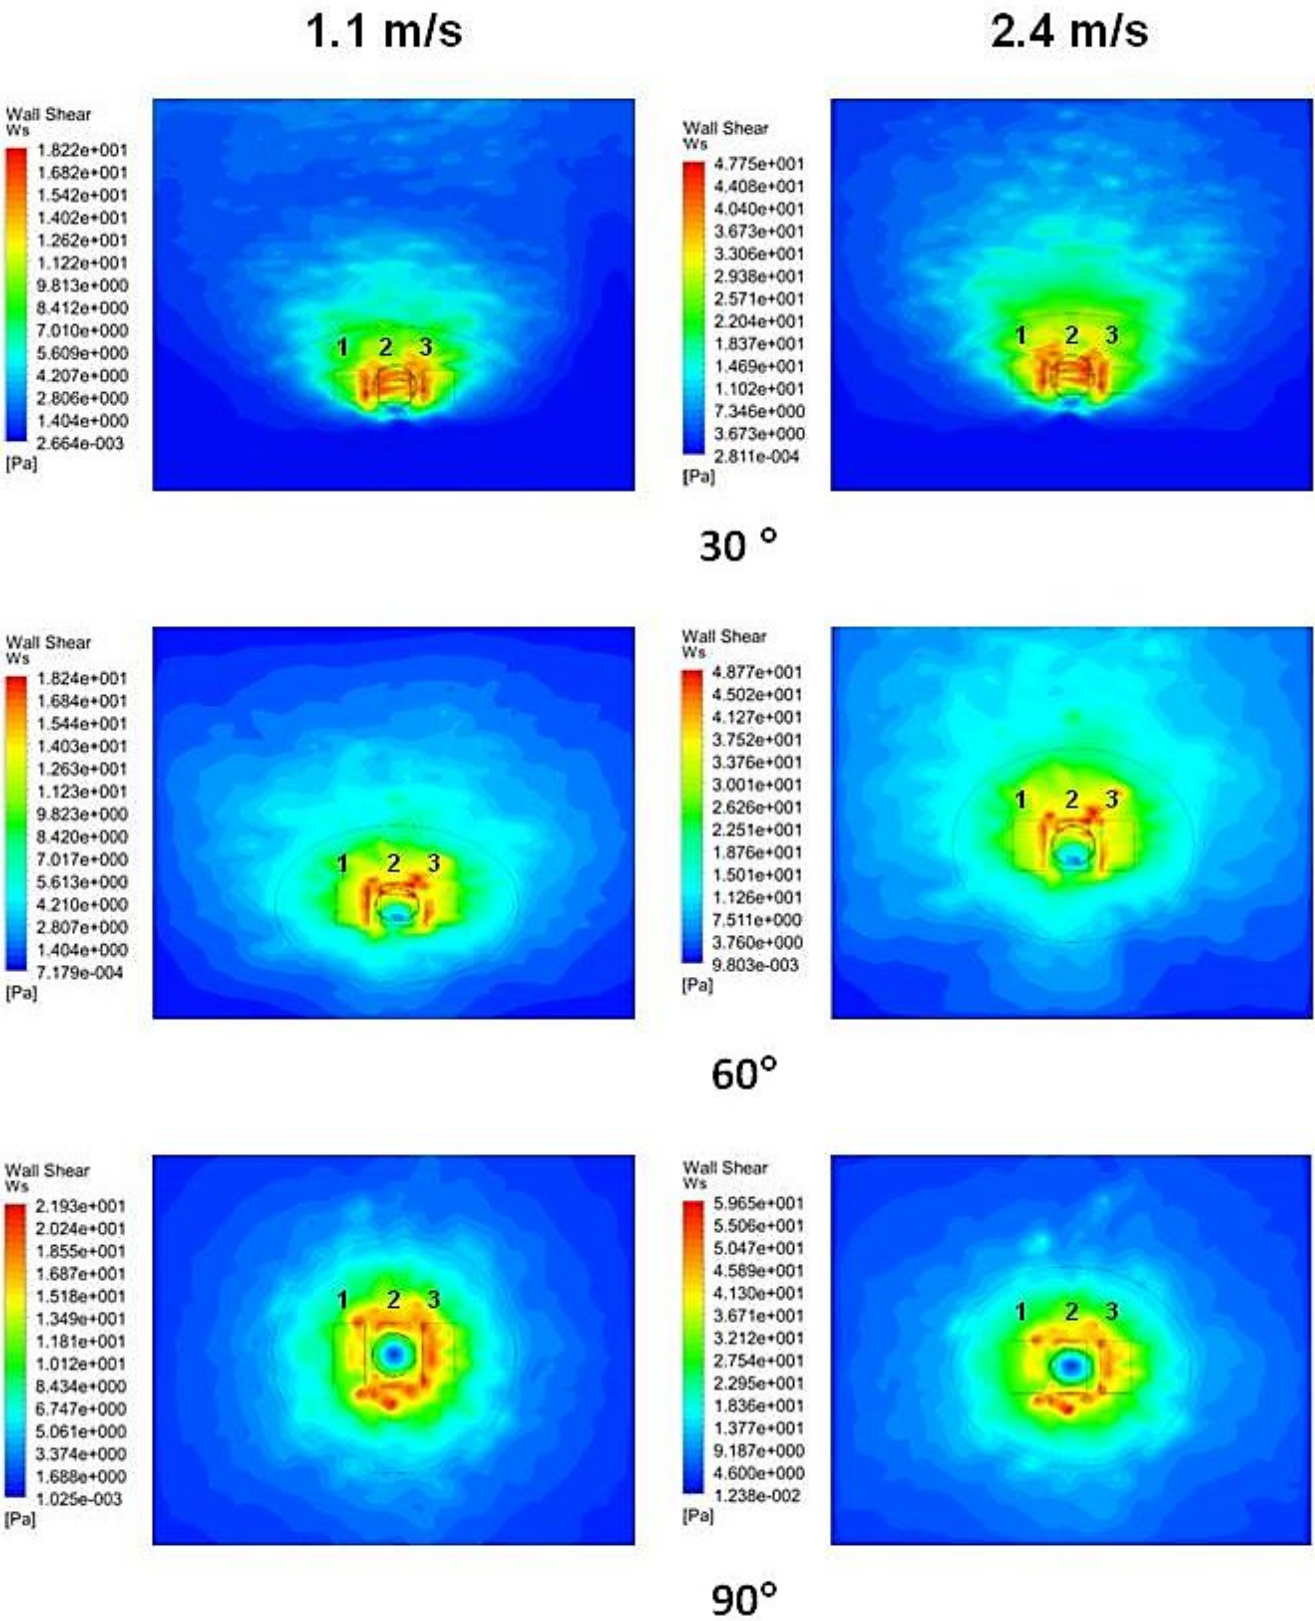 1.1 m/s
2.4 m/s
Wall Shear
Ws
1.822e+001
1.682e+001
1.542e+001
1.402e+001
1.262e+001
1.122e+001
9.813e+000
8.412e+000
7.010e+000
5.609e+000
4.207e+000
2.806e+000
1.404e+000
2.664e-003
[Pa]
1 2 3
Wall Shear
Ws
4.775e+001
4.408e+001
4.040e+001
3.673e+001
3.306e+001
2.938e+001
2.571e+001
2.204e+001
1.837e+001
1.469e+001
1.102e+001
7.346e+000
3.673e+000
2.811e-004
[Pa]
1 2 3
30 °
Wall Shear
Ws
1.824e+001
1.684e+001
1.544e+001
1.403e+001
1.263e+001
1.123e+001
9.823e+000
8.420e+000
7.017e+000
5.613e+000
4.210e+000
2.807e+000
1.404e+000
7.179e-004
[Pa]
1 2 3
Wall Shear
Ws
4.877e+001
4.502e+001
4.127e+001
3.752e+001
3.376e+001
3.001e+001
2.626e+001
2.251e+001
1.876e+001
1.501e+001
1.126e+001
7.511e+000
3.760e+000
9.803e-003
[Pa]
1 2 3
60°
Wall Shear
Ws
2.193e+001
2.024e+001
1.855e+001
1.687e+001
1.518e+001
1.349e+001
1.181e+001
1.012e+001
8.434e+000
6.747e+000
5.061e+000
3.374e+000
1.688e+000
1.025e-003
[Pa]
1 2 3
Wall Shear
Ws
5.965e+001
5.506e+001
5.047e+001
4.589e+001
4.130e+001
3.671e+001
3.212e+001
2.754e+001
2.295e+001
1.836e+001
1.377e+001
9.187e+000
4.600e+000
1.238e-002
[Pa]
1 2 3
90°